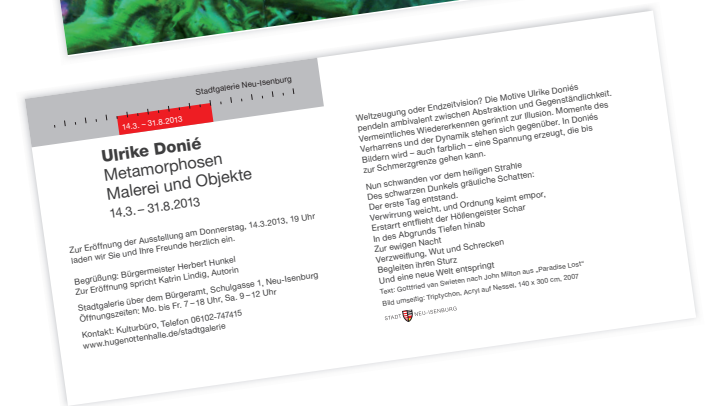 Stadtgalerie Neu-Isenburg
14.3. – 31.8.2013
Ulrike Donié
Metamorphosen
Malerei und Objekte
14.3. – 31.8.2013
Zur Eröffnung der Ausstellung am Donnerstag, 14.3.2013, 19 Uhr
laden wir Sie und Ihre Freunde herzlich ein.
Begrüßung: Bürgermeister Herbert Hunkel
Zur Eröffnung spricht Katrin Lindig, Autorin
Stadtgalerie über dem Bürgeramt, Schulgasse 1, Neu-Isenburg
Öffnungszeiten: Mo. bis Fr. 7 – 18 Uhr, Sa. 9 – 12 Uhr
Kontakt: Kulturbüro, Telefon 06102-747415
www.hugenottenhalle.de/stadtgalerie
Weltzeugung oder Endzeitvision? Die Motive Ulrike Doniés
pendeln ambivalent zwischen Abstraktion und Gegenständlichkeit.
Vermeintliches Wiedererkennen gerinnt zur Illusion. Momente des
Verharrens und der Dynamik stehen sich gegenüber. In Doniés
Bildern wird – auch farblich – eine Spannung erzeugt, die bis
zur Schmerzgrenze gehen kann.
Nun schwanden vor dem heiligen Strahle
Des schwarzen Dunkels gräuliche Schatten:
Der erste Tag entstand.
Verwirrung weicht, und Ordnung keimt empor,
Erstarrt entflieht der Höllengeister Schar
In des Abgrunds Tiefen hinab
Zur ewigen Nacht
Verzweiflung, Wut und Schrecken
Begleiten ihren Sturz
Und eine neue Welt entspringt
Text: Gottfried van Swieten nach John Milton aus „Paradise Lost"
Bild umseitig: Triptychon, Acryl auf Nessel, 140 x 300 cm, 2007
STADT NEU-ISENBURG